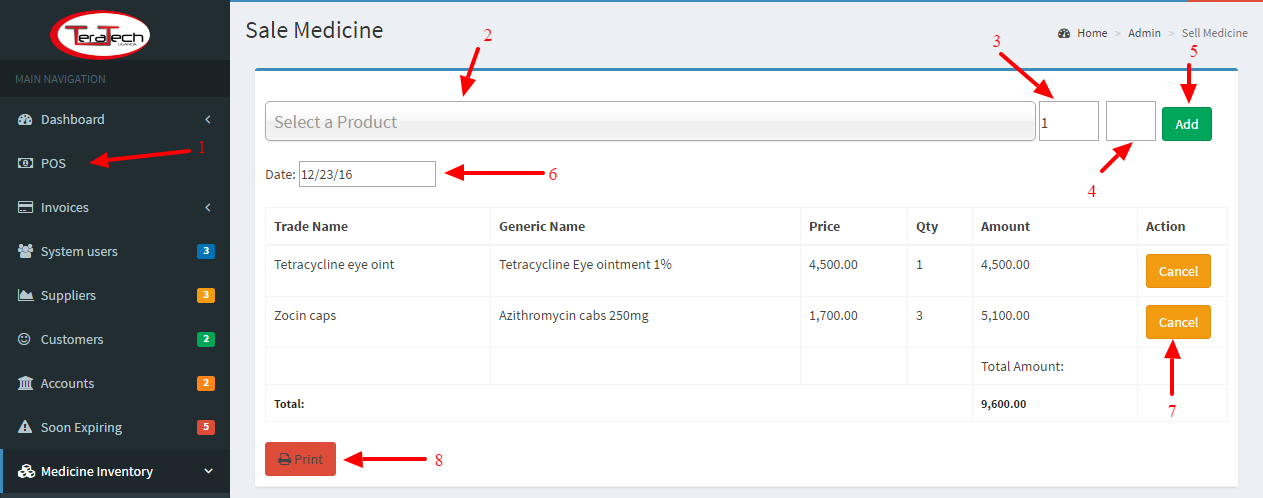 TeraTech
UGANDA
Sale Medicine
Home > Admin > Sell Medicine
MAIN NAVIGATION
Dashboard
POS
Invoices
System users 3
Suppliers 3
Customers 2
Accounts 2
Soon Expiring 5
Medicine Inventory
1
2
3
5
Select a Product
1
Add
4
Date: 12/23/16
6
Trade Name Generic Name Price Qty Amount Action
Tetracycline eye oint Tetracycline Eye ointment 1% 4,500.00 1 4,500.00 Cancel
Zocin caps Azithromycin cabs 250mg 1,700.00 3 5,100.00 Cancel
Total Amount:
Total: 9,600.00
7
Print
8